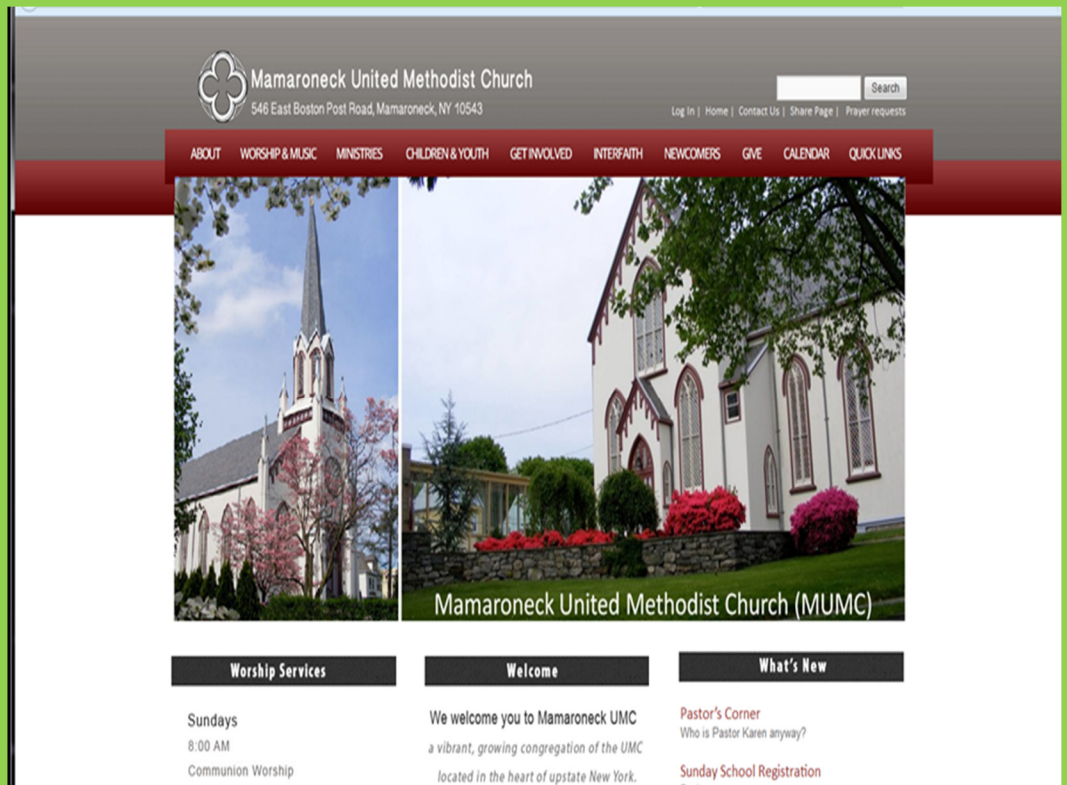 Mamaroneck United Methodist Church
546 East Boston Post Road, Mamaroneck, NY 10543
Search
Log In | Home | Contact Us | Share Page | Prayer requests
ABOUT WORSHIP & MUSIC MINISTRIES CHILDREN & YOUTH GET INVOLVED INTERFAITH NEWCOMERS GIVE CALENDAR QUICK LINKS
Mamaroneck United Methodist Church (MUMC)
Worship Services
Sundays
8:00 AM
Communion Worship
Welcome
We welcome you to Mamaroneck UMC
a vibrant, growing congregation of the UMC
located in the heart of upstate New York.
What's New
Pastor's Corner
Who is Pastor Karen anyway?
Sunday School Registration